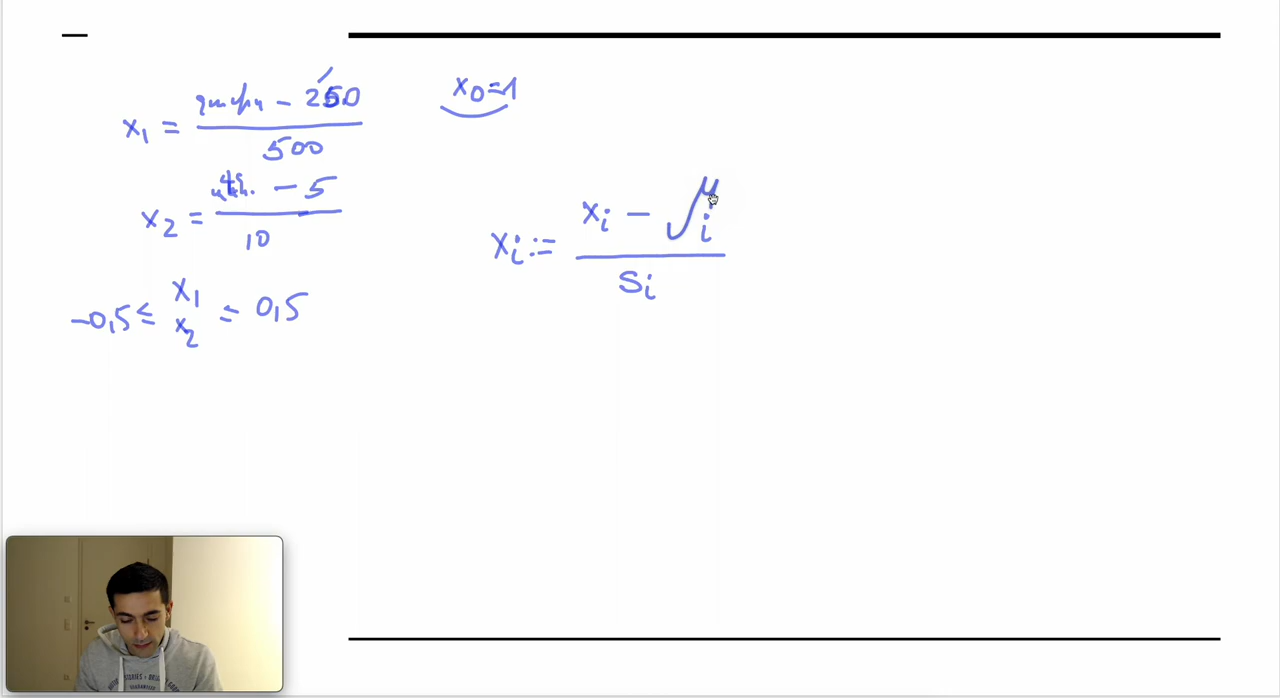 x₁ = (  - 250) / 500
x₀ = 1
x₂ = (  - 5) / 10
xᵢ := (xᵢ - μᵢ) / Sᵢ
-0,5 ≤ x₁ x₂ = 0,5